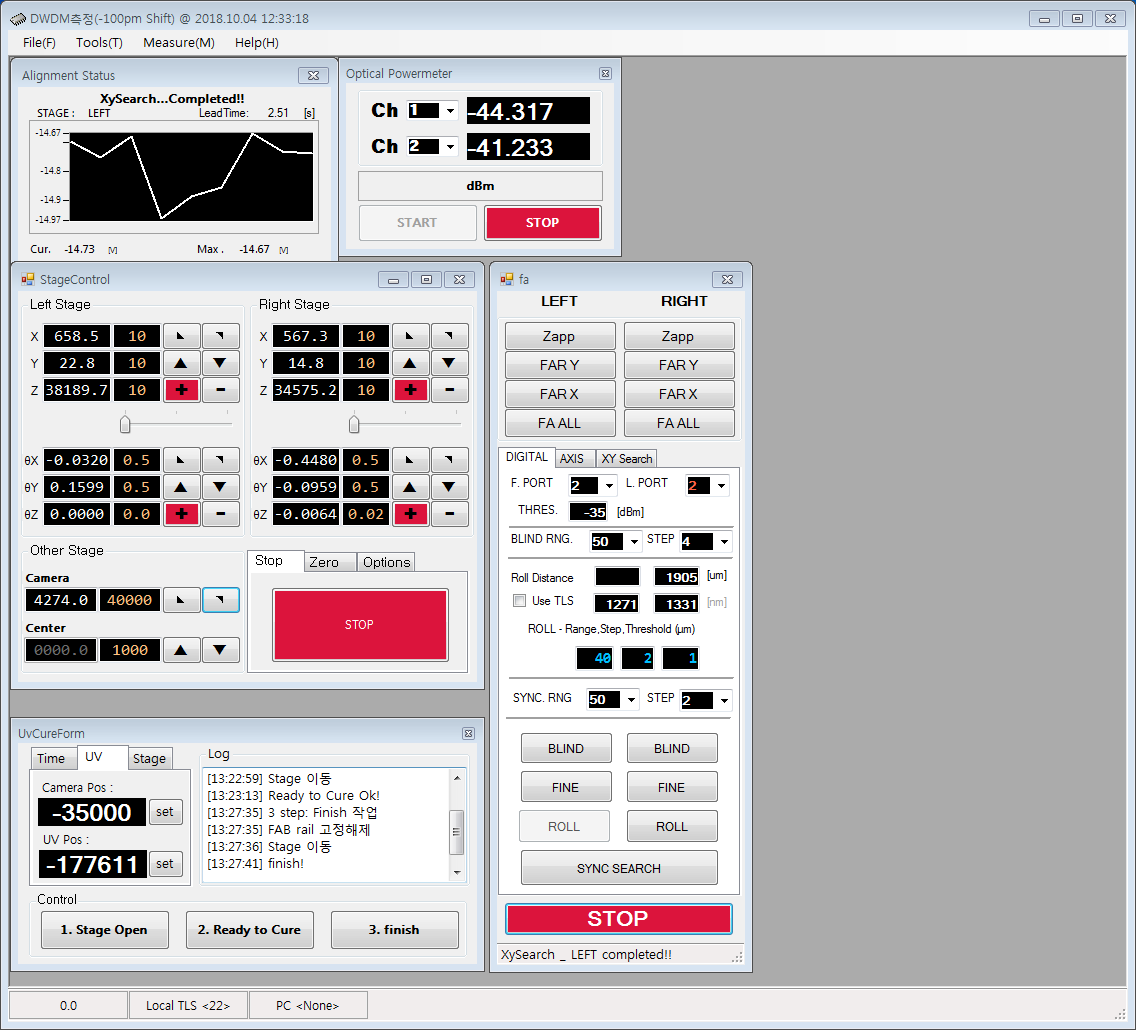 DWDM측정(-100pm Shift) @ 2018.10.04 12:33:18
File(F) Tools(T) Measure(M) Help(H)
Alignment Status
XySearch...Completed!!
STAGE : LEFT LeadTime: 2.51 [s]
-14.67
-14.8
-14.9
-14.97
Cur. -14.73 [V] Max . -14.67 [V]
Optical Powermeter
Ch 1 -44.317
Ch 2 -41.233
dBm
START STOP
StageControl
Left Stage
X 658.5 10
Y 22.8 10
Z 38189.7 10 + -
θX -0.0320 0.5
θY 0.1599 0.5
θZ 0.0000 0.0 + -
Right Stage
X 567.3 10
Y 14.8 10
Z 34575.2 10 + -
θX -0.4480 0.5
θY -0.0959 0.5
θZ -0.0064 0.02 + -
Other Stage
Camera
4274.0 40000
Center
0000.0 1000
Stop Zero Options
STOP
UvCureForm
Time UV Stage
Camera Pos :
-35000 set
UV Pos :
-177611 set
Log
[13:22:59] Stage 이동
[13:23:13] Ready to Cure Ok!
[13:27:35] 3 step: Finish 작업
[13:27:35] FAB rail 고정해제
[13:27:36] Stage 이동
[13:27:41] finish!
Control
1. Stage Open 2. Ready to Cure 3. finish
fa
LEFT RIGHT
Zapp Zapp
FAR Y FAR Y
FAR X FAR X
FA ALL FA ALL
DIGITAL AXIS XY Search
F. PORT 2 L. PORT 2
THRES. -35 [dBm]
BLIND RNG. 50 STEP 4
Roll Distance 1905 [um]
Use TLS 1271 1331 [nm]
ROLL - Range,Step,Threshold (μm)
40 2 1
SYNC. RNG 50 STEP 2
BLIND BLIND
FINE FINE
ROLL ROLL
SYNC SEARCH
STOP
XySearch _ LEFT completed!!
0.0 Local TLS <22> PC <None>